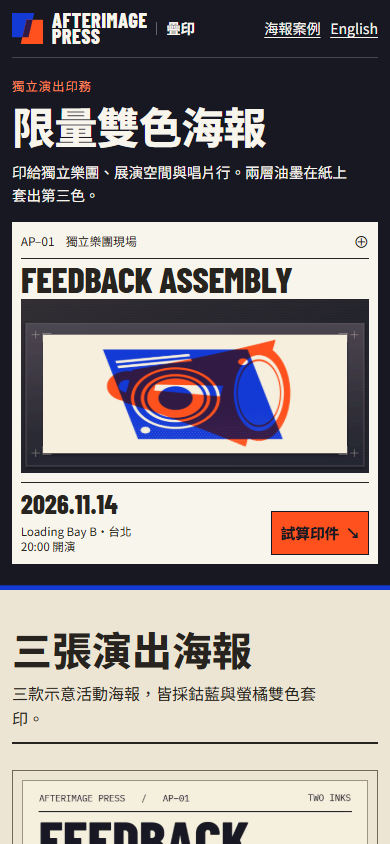 AFTERIMAGE
PRESS
疊印
海報案例
English
獨立演出印務
限量雙色海報
印給獨立樂團、展演空間與唱片行。兩層油墨在紙上
套出第三色。
AP–01 獨立樂團現場
FEEDBACK ASSEMBLY
2026.11.14
Loading Bay B・台北
20:00 開演
試算印件 ↘
三張演出海報
三款示意活動海報，皆採鈷藍與螢橘雙色套
印。
AFTERIMAGE PRESS / AP–01
TWO INKS
FEEDBACK